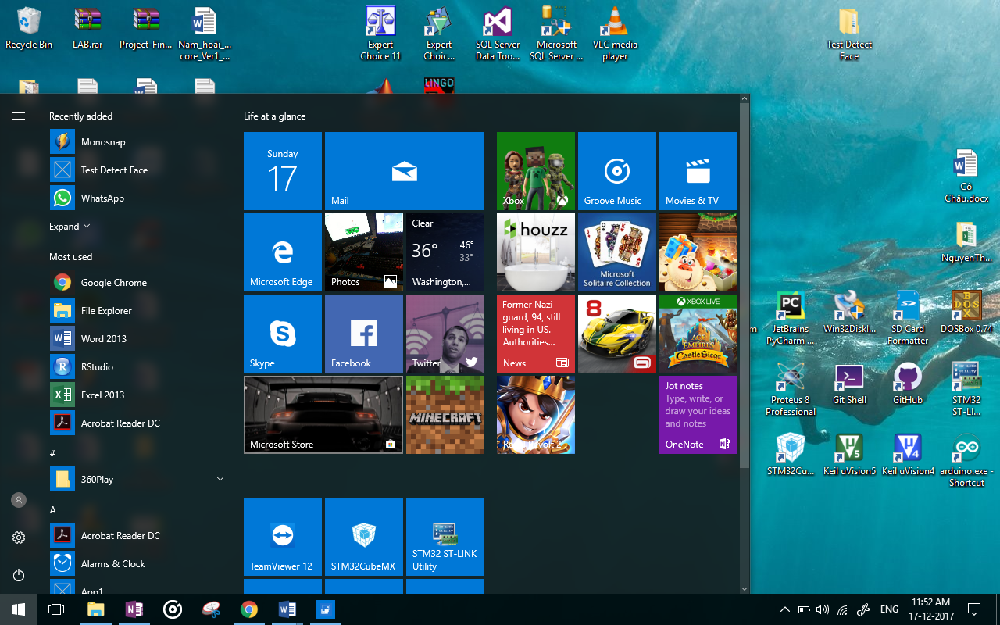 Recycle Bin
LAB.rar
Project-Fin...
Nam_hoài_...
core_Ver1_...
Expert
Choice 11
Expert
Choic...
SQL Server
Data Too...
Microsoft
SQL Server ...
VLC media
player
Test Detect
Face
LINGO
Recently added
Monosnap
Test Detect Face
WhatsApp
Expand
Most used
Google Chrome
File Explorer
Word 2013
RStudio
Excel 2013
Acrobat Reader DC
#
360Play
A
Acrobat Reader DC
Alarms & Clock
App1
Life at a glance
Sunday
17
Mail
Xbox
Groove Music
Movies & TV
Microsoft Edge
Photos
Clear
36°
46°
33°
Washington,...
houzz
Microsoft
Solitaire Collection
Skype
Facebook
Twitter
Former Nazi
guard, 94, still
living in US.
Authorities...
News
8
XBOX LIVE
AGE
OF
EMPIRES
Castle Siege
Microsoft Store
MINECRAFT
Jot notes
Type, write, or
draw your ideas
and notes
OneNote
TeamViewer 12
STM32CubeMX
STM32 ST-LINK
Utility
Cô
Châu.docx
NguyenTh...
m
JetBrains
PyCharm ...
Win32DiskI...
SD Card
Formatter
DOSBox 0.74
Proteus 8
Professional
Git Shell
GitHub
STM32
ST-LI...
STM32Cu...
Keil uVision5
Keil uVision4
arduino.exe -
Shortcut
ENG
11:52 AM
17-12-2017